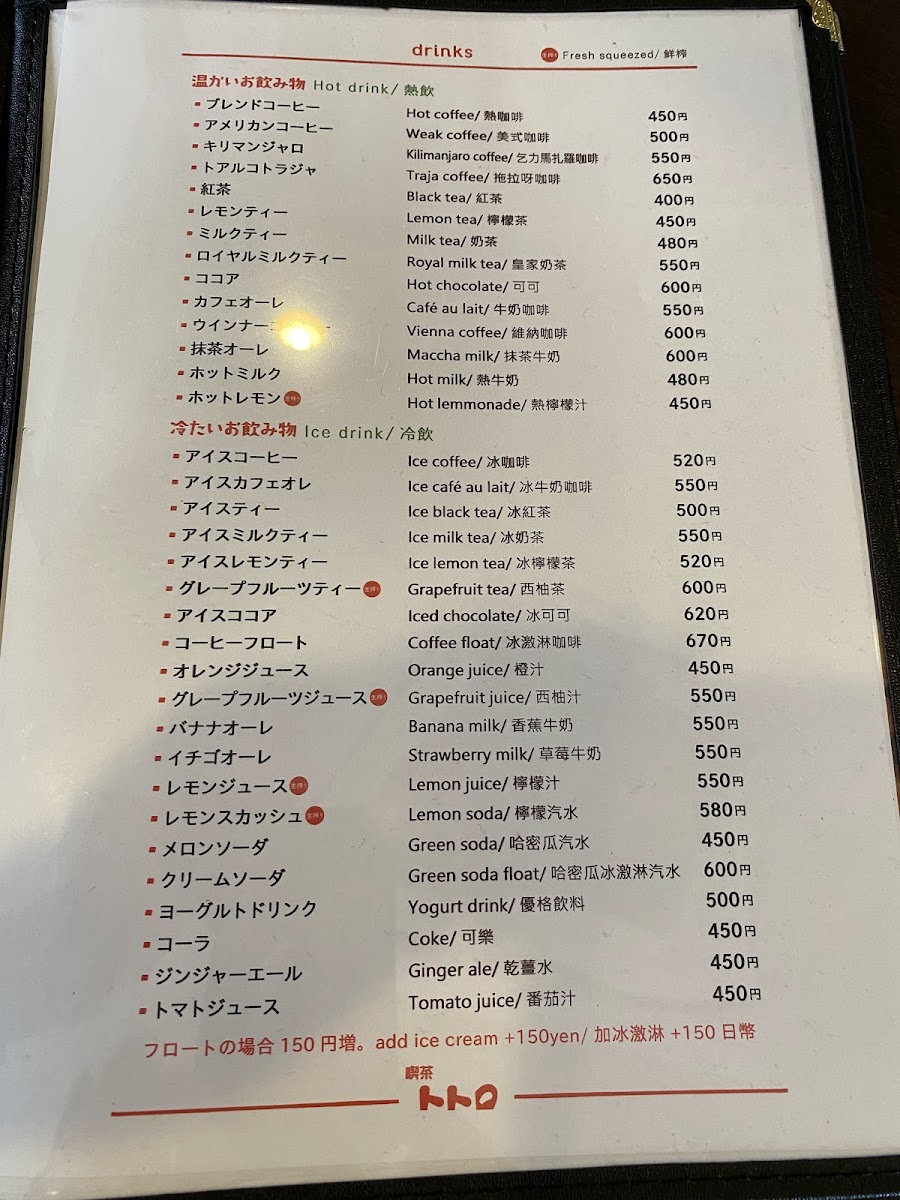 drinks
生搾り Fresh squeezed/ 鮮榨
温かいお飲み物 Hot drink/ 熱飲
ブレンドコーヒー Hot coffee/ 熱咖啡 450円
アメリカンコーヒー Weak coffee/ 美式咖啡 500円
キリマンジャロ Kilimanjaro coffee/ 乞力馬扎羅咖啡 550円
トアルコトラジャ Traja coffee/ 拖拉呀咖啡 650円
紅茶 Black tea/ 紅茶 400円
レモンティー Lemon tea/ 檸檬茶 450円
ミルクティー Milk tea/ 奶茶 480円
ロイヤルミルクティー Royal milk tea/ 皇家奶茶 550円
ココア Hot chocolate/ 可可 600円
カフェオーレ Café au lait/ 牛奶咖啡 550円
ウインナー Vienna coffee/ 維納咖啡 600円
抹茶オーレ Maccha milk/ 抹茶牛奶 600円
ホットミルク Hot milk/ 熱牛奶 480円
ホットレモン 生搾り Hot lemmonade/ 熱檸檬汁 450円
冷たいお飲み物 Ice drink/ 冷飲
アイスコーヒー Ice coffee/ 冰咖啡 520円
アイスカフェオレ Ice café au lait/ 冰牛奶咖啡 550円
アイスティー Ice black tea/ 冰紅茶 500円
アイスミルクティー Ice milk tea/ 冰奶茶 550円
アイスレモンティー Ice lemon tea/ 冰檸檬茶 520円
グレープフルーツティー 生搾り Grapefruit tea/ 西柚茶 600円
アイスココア Iced chocolate/ 冰可可 620円
コーヒーフロート Coffee float/ 冰激淋咖啡 670円
オレンジジュース Orange juice/ 橙汁 450円
グレープフルーツジュース 生搾り Grapefruit juice/ 西柚汁 550円
バナナオーレ Banana milk/ 香蕉牛奶 550円
イチゴオーレ Strawberry milk/ 草莓牛奶 550円
レモンジュース 生搾り Lemon juice/ 檸檬汁 550円
レモンスカッシュ 生搾り Lemon soda/ 檸檬汽水 580円
メロンソーダ Green soda/ 哈密瓜汽水 450円
クリームソーダ Green soda float/ 哈密瓜冰激淋汽水 600円
ヨーグルトドリンク Yogurt drink/ 優格飲料 500円
コーラ Coke/ 可樂 450円
ジンジャーエール Ginger ale/ 乾薑水 450円
トマトジュース Tomato juice/ 番茄汁 450円
フロートの場合 150 円増。add ice cream +150yen/ 加冰激淋 +150 日幣
喫茶
トトロ